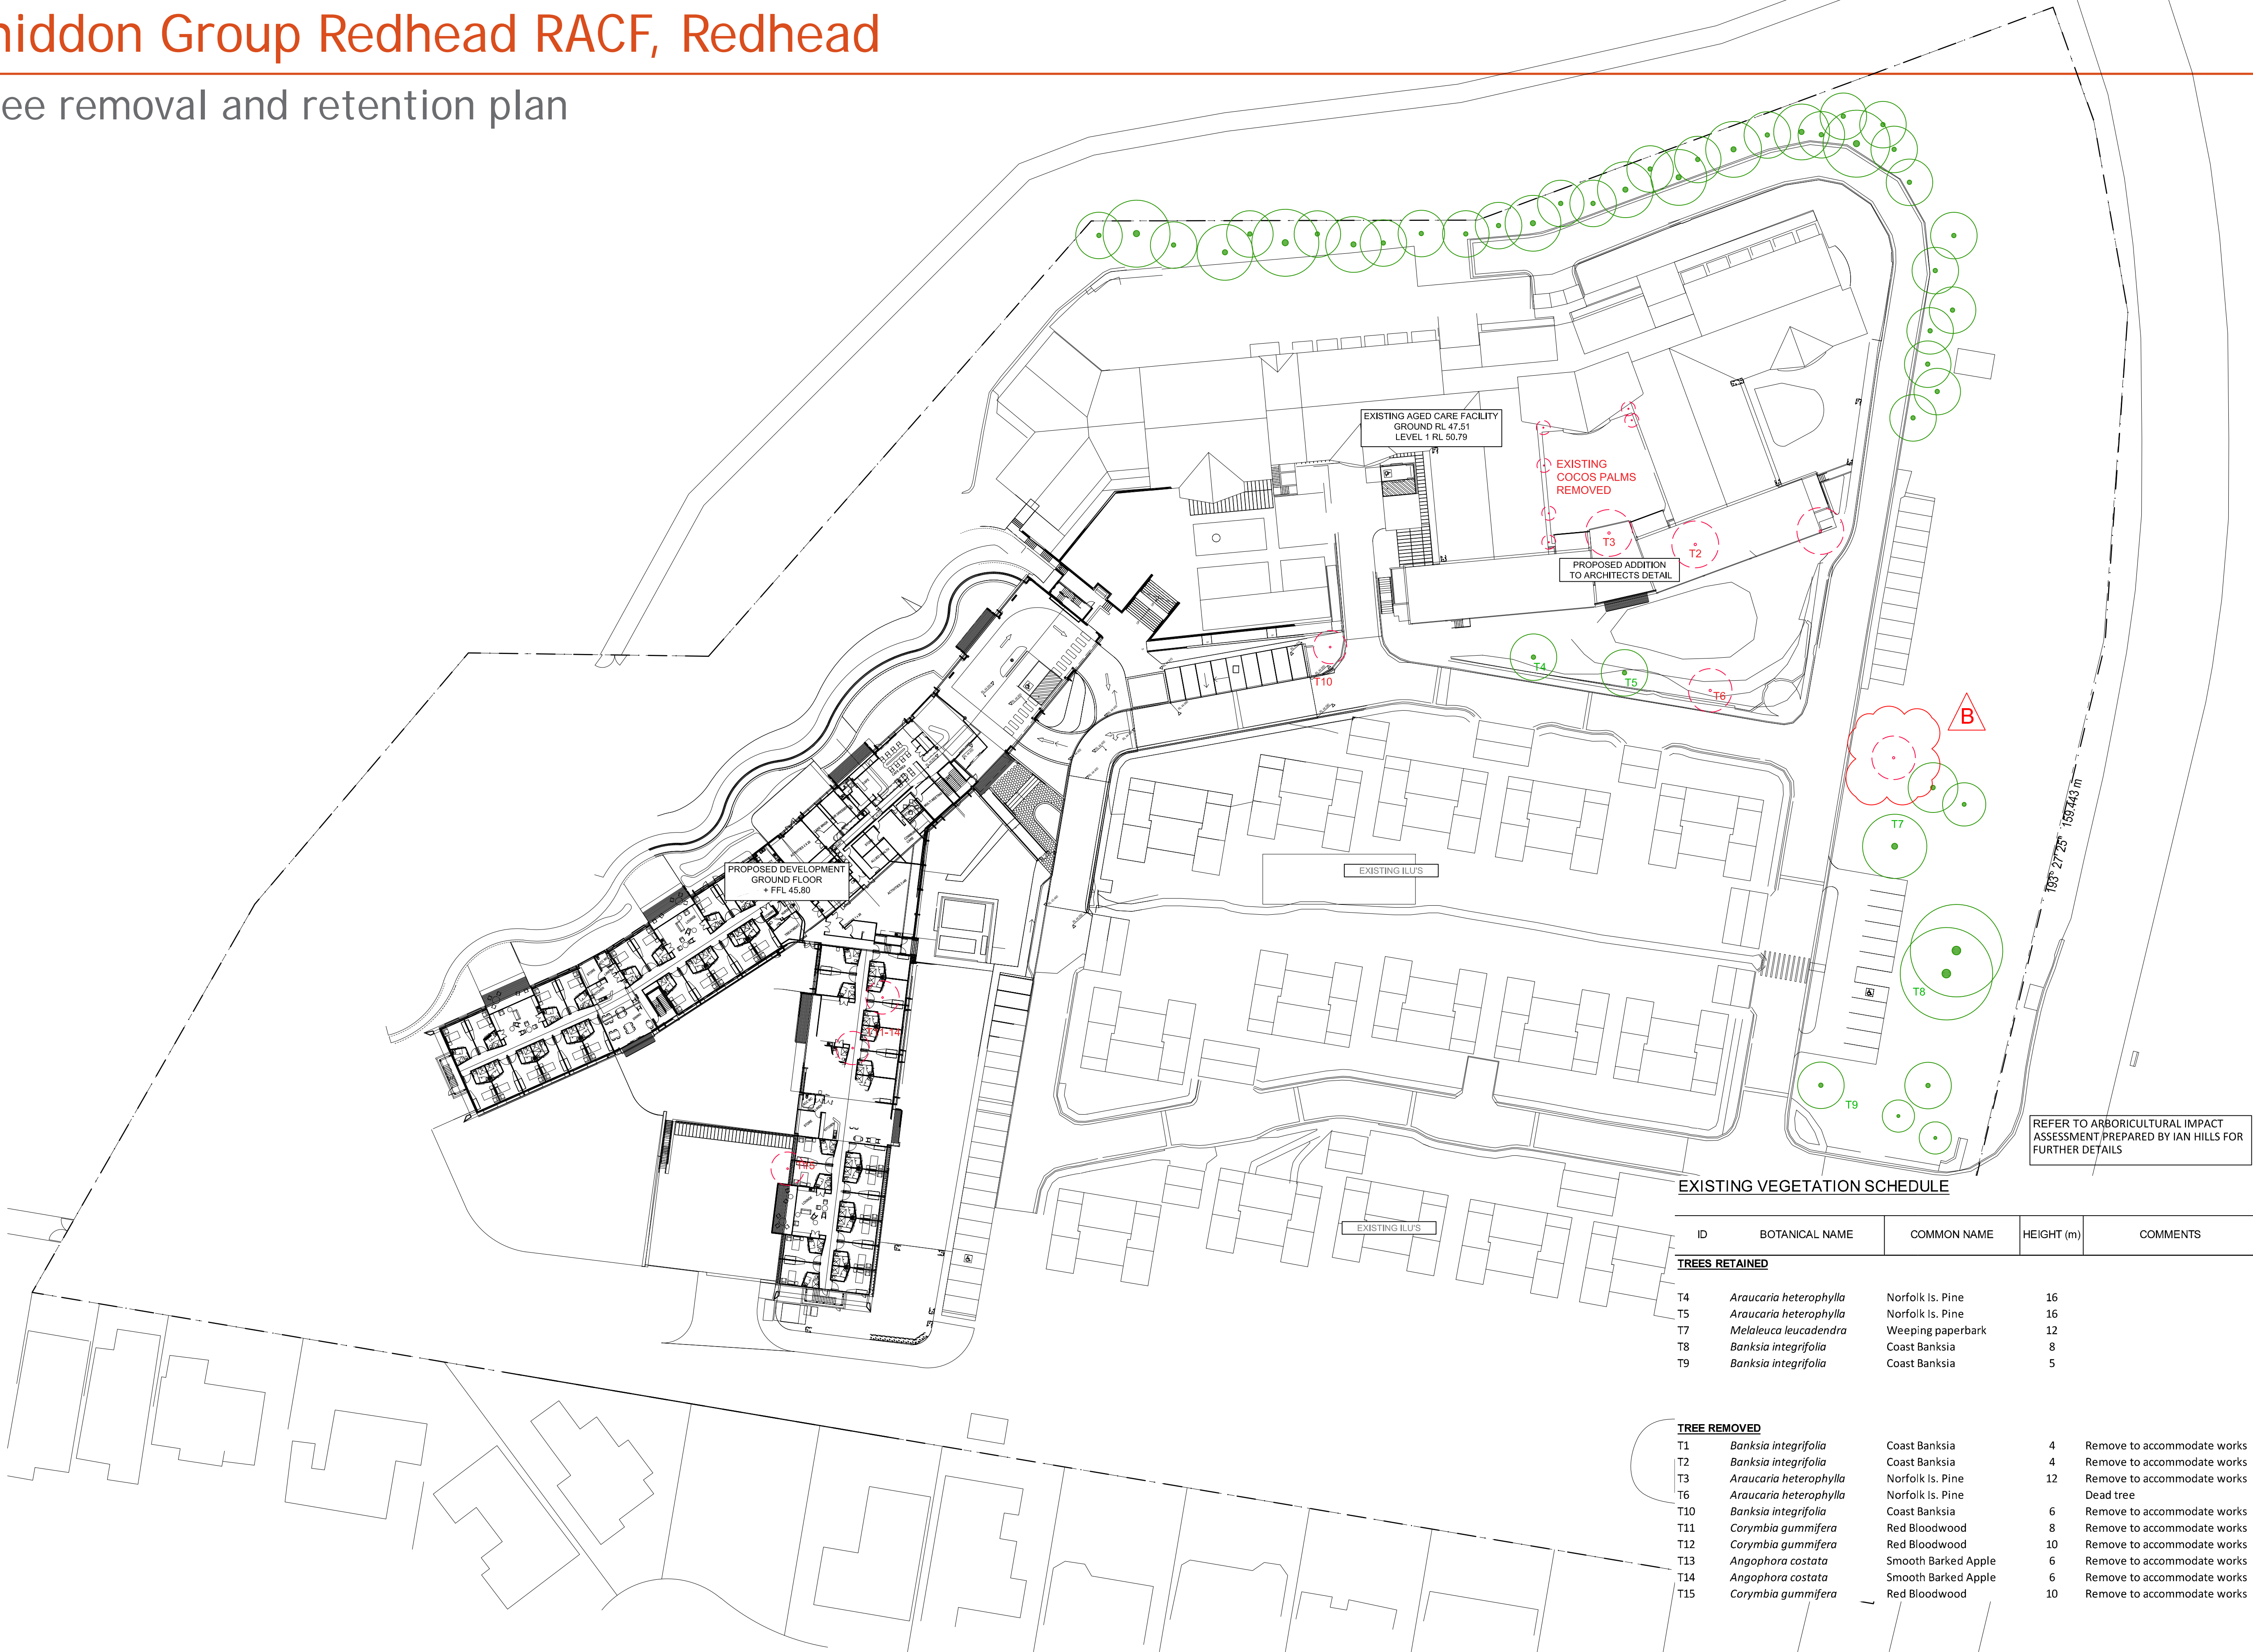 hiddon Group Redhead RACF, Redhead
ee removal and retention plan
EXISTING AGED CARE FACILITY
GROUND RL 47.51
LEVEL 1 RL 50.79
EXISTING
COCOS PALMS
REMOVED
T3
T2
PROPOSED ADDITION
TO ARCHITECTS DETAIL
T4
T5
T6
T10
B
T7
193° 27' 25" 159.443 m
PROPOSED DEVELOPMENT
GROUND FLOOR
+ FFL 45.80
EXISTING ILU'S
T8
T11-14
T9
T15
EXISTING ILU'S
REFER TO ARBORICULTURAL IMPACT
ASSESSMENT PREPARED BY IAN HILLS FOR
FURTHER DETAILS
EXISTING VEGETATION SCHEDULE
ID BOTANICAL NAME COMMON NAME HEIGHT (m) COMMENTS
TREES RETAINED
T4 Araucaria heterophylla Norfolk Is. Pine 16
T5 Araucaria heterophylla Norfolk Is. Pine 16
T7 Melaleuca leucadendra Weeping paperbark 12
T8 Banksia integrifolia Coast Banksia 8
T9 Banksia integrifolia Coast Banksia 5
TREE REMOVED
T1 Banksia integrifolia Coast Banksia 4 Remove to accommodate works
T2 Banksia integrifolia Coast Banksia 4 Remove to accommodate works
T3 Araucaria heterophylla Norfolk Is. Pine 12 Remove to accommodate works
T6 Araucaria heterophylla Norfolk Is. Pine Dead tree
T10 Banksia integrifolia Coast Banksia 6 Remove to accommodate works
T11 Corymbia gummifera Red Bloodwood 8 Remove to accommodate works
T12 Corymbia gummifera Red Bloodwood 10 Remove to accommodate works
T13 Angophora costata Smooth Barked Apple 6 Remove to accommodate works
T14 Angophora costata Smooth Barked Apple 6 Remove to accommodate works
T15 Corymbia gummifera Red Bloodwood 10 Remove to accommodate works